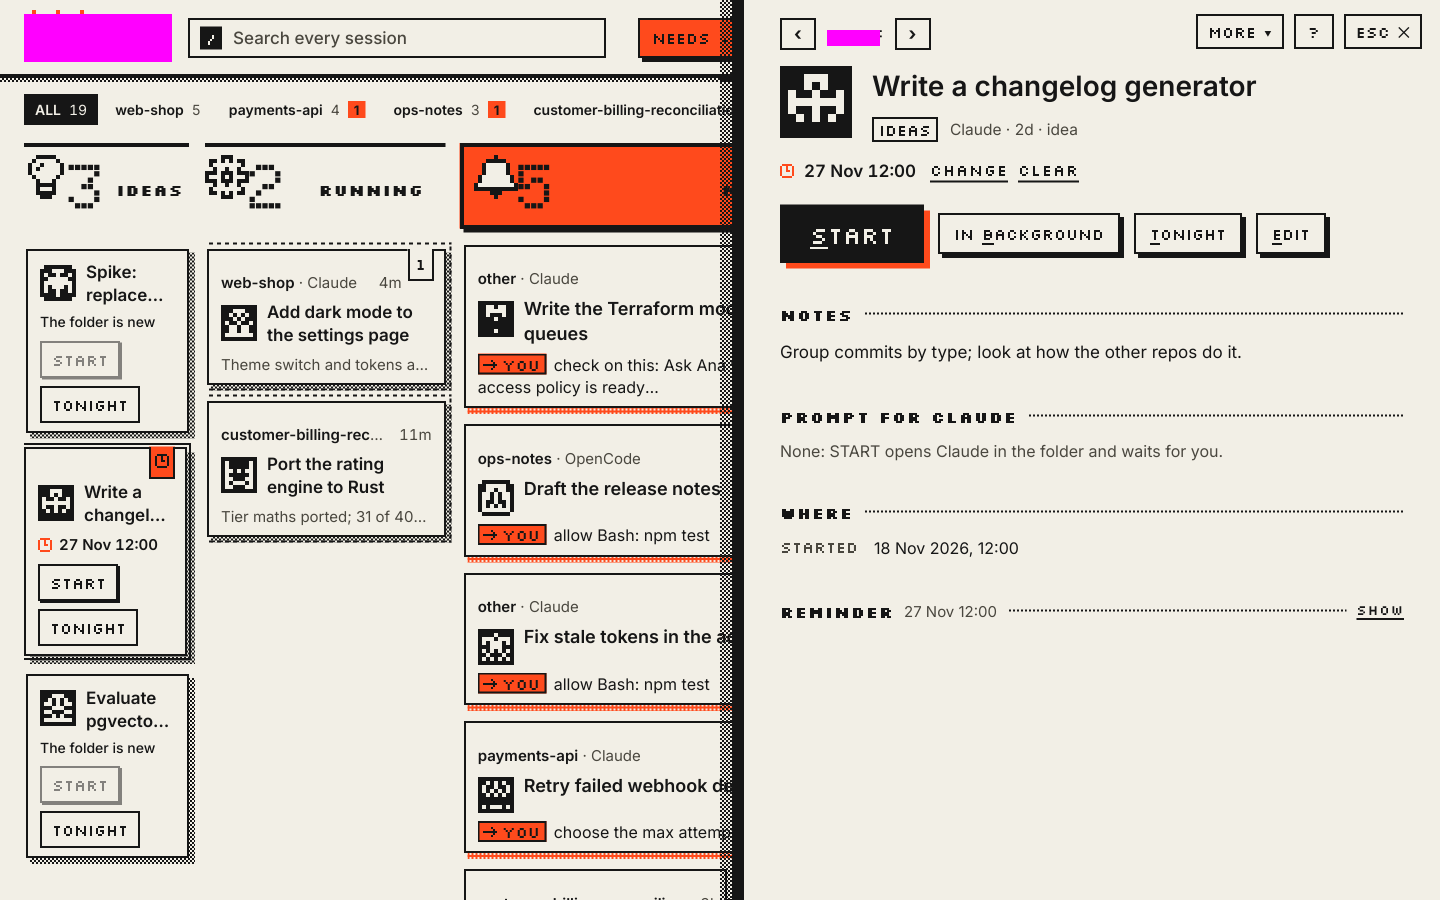 / Search every session
NEEDS
ALL 19 web-shop 5 payments-api 4 1 ops-notes 3 1
3 IDEAS
2 RUNNING
5
Spike:
replace…
The folder is new
START
TONIGHT
Write a
changel…
27 Nov 12:00
START
TONIGHT
Evaluate
pgvecto…
The folder is new
START
TONIGHT
1
web-shop · Claude 4m
Add dark mode to
the settings page
Theme switch and tokens a…
customer-billing-rec… 11m
Port the rating
engine to Rust
Tier maths ported; 31 of 40…
other · Claude
Write the Terraform
queues
→ YOU check on this: Ask Ana
access policy is ready…
ops-notes · OpenCode
Draft the release notes
→ YOU allow Bash: npm test
other · Claude
Fix stale tokens in the
→ YOU allow Bash: npm test
payments-api · Claude
Retry failed webhook
→ YOU choose the max
‹ ›
MORE ▾ ? ESC ×
Write a changelog generator
IDEAS Claude · 2d · idea
27 Nov 12:00 CHANGE CLEAR
START IN BACKGROUND TONIGHT EDIT
NOTES
Group commits by type; look at how the other repos do it.
PROMPT FOR CLAUDE
None: START opens Claude in the folder and waits for you.
WHERE
STARTED 18 Nov 2026, 12:00
REMINDER 27 Nov 12:00 SHOW